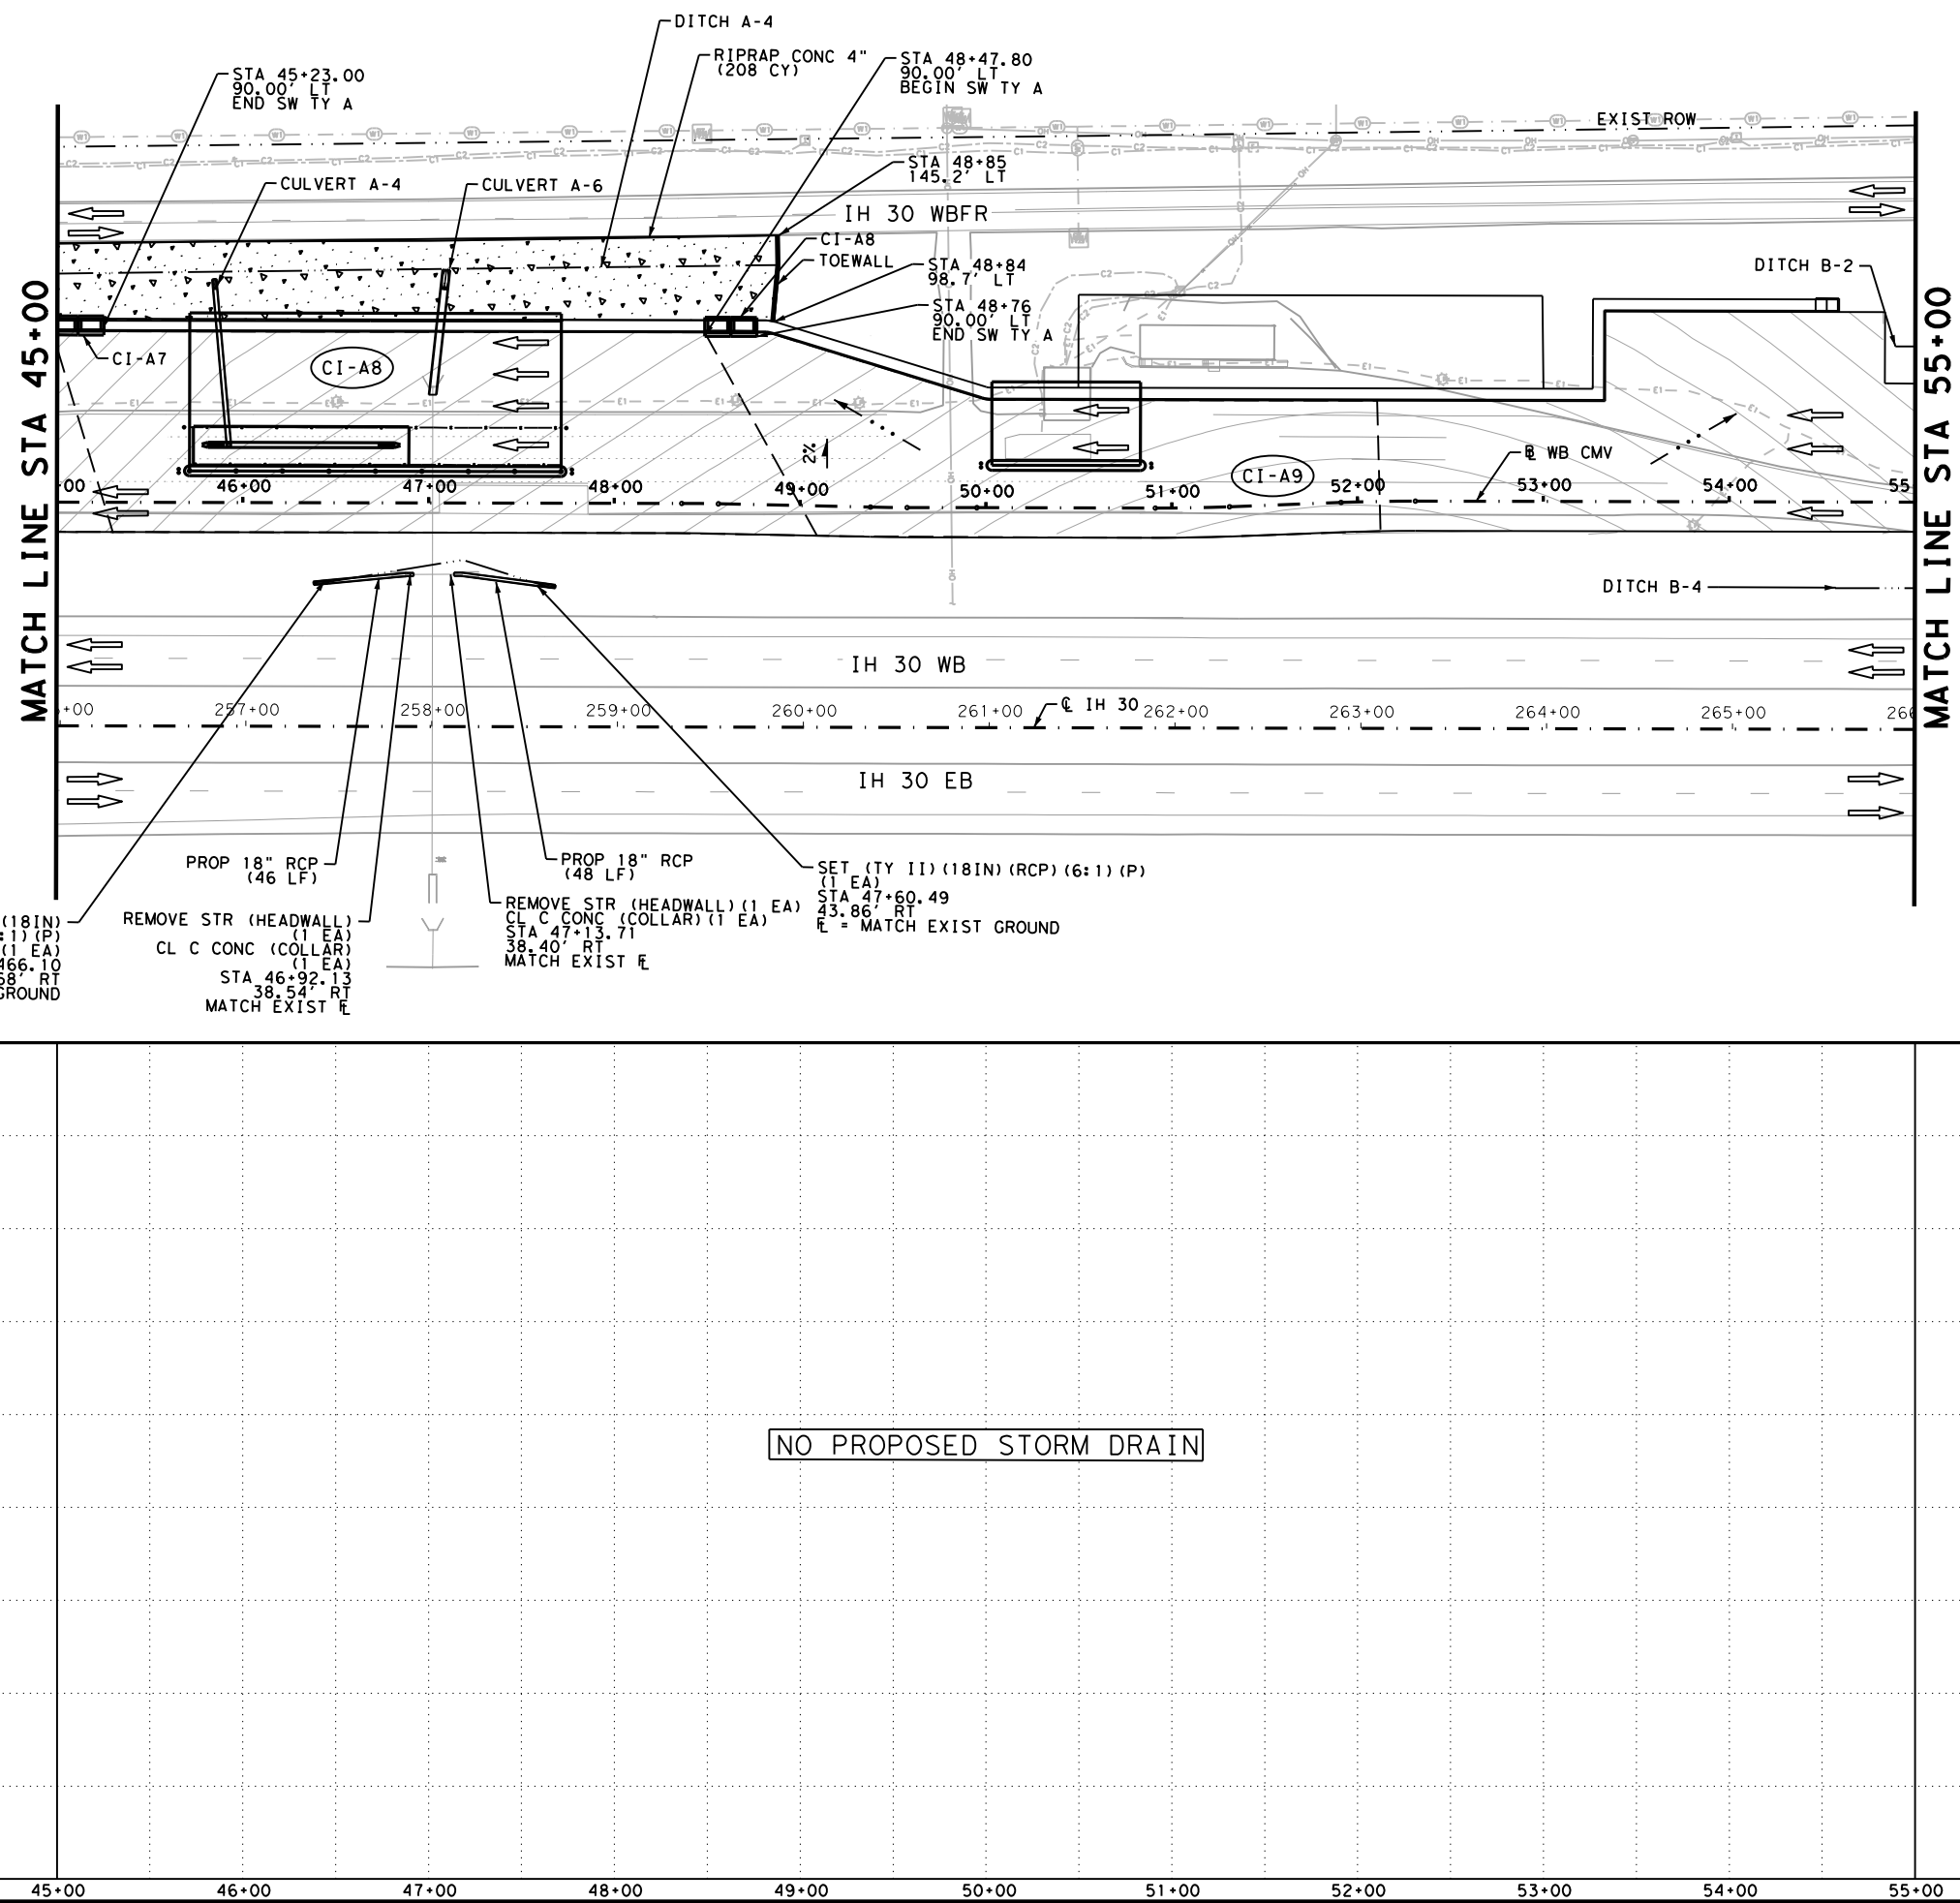 DITCH A-4
RIPRAP CONC 4"
(208 CY)
STA 48+47.80
90.00' LT
BEGIN SW TY A
STA 45+23.00
90.00' LT
END SW TY A
EXIST ROW
STA 48+85
145.2' LT
CULVERT A-4
CULVERT A-6
IH 30 WBFR
CI-A8
TOEWALL
STA 48+84
98.7' LT
DITCH B-2
STA 48+76
90.00' LT
END SW TY A
MATCH LINE STA 45+00
MATCH LINE STA 55+00
CI-A7
CI-A8
2%
CI-A9
℄ WB CMV
00 46+00 47+00 48+00 49+00 50+00 51+00 52+00 53+00 54+00 55
DITCH B-4
IH 30 WB
℄ IH 30
+00 257+00 258+00 259+00 260+00 261+00 262+00 263+00 264+00 265+00 266
IH 30 EB
PROP 18" RCP
(46 LF)
PROP 18" RCP
(48 LF)
SET (TY II)(18IN)(RCP)(6:1)(P)
(1 EA)
STA 47+60.49
43.86' RT
FL = MATCH EXIST GROUND
REMOVE STR (HEADWALL)(1 EA)
CL C CONC (COLLAR)(1 EA)
STA 47+13.71
38.40' RT
MATCH EXIST FL
REMOVE STR (HEADWALL)
(1 EA)
CL C CONC (COLLAR)
(1 EA)
STA 46+92.13
38.54' RT
MATCH EXIST FL
(18IN)
:1)(P)
(1 EA)
466.10
68' RT
GROUND
NO PROPOSED STORM DRAIN
45+00 46+00 47+00 48+00 49+00 50+00 51+00 52+00 53+00 54+00 55+00